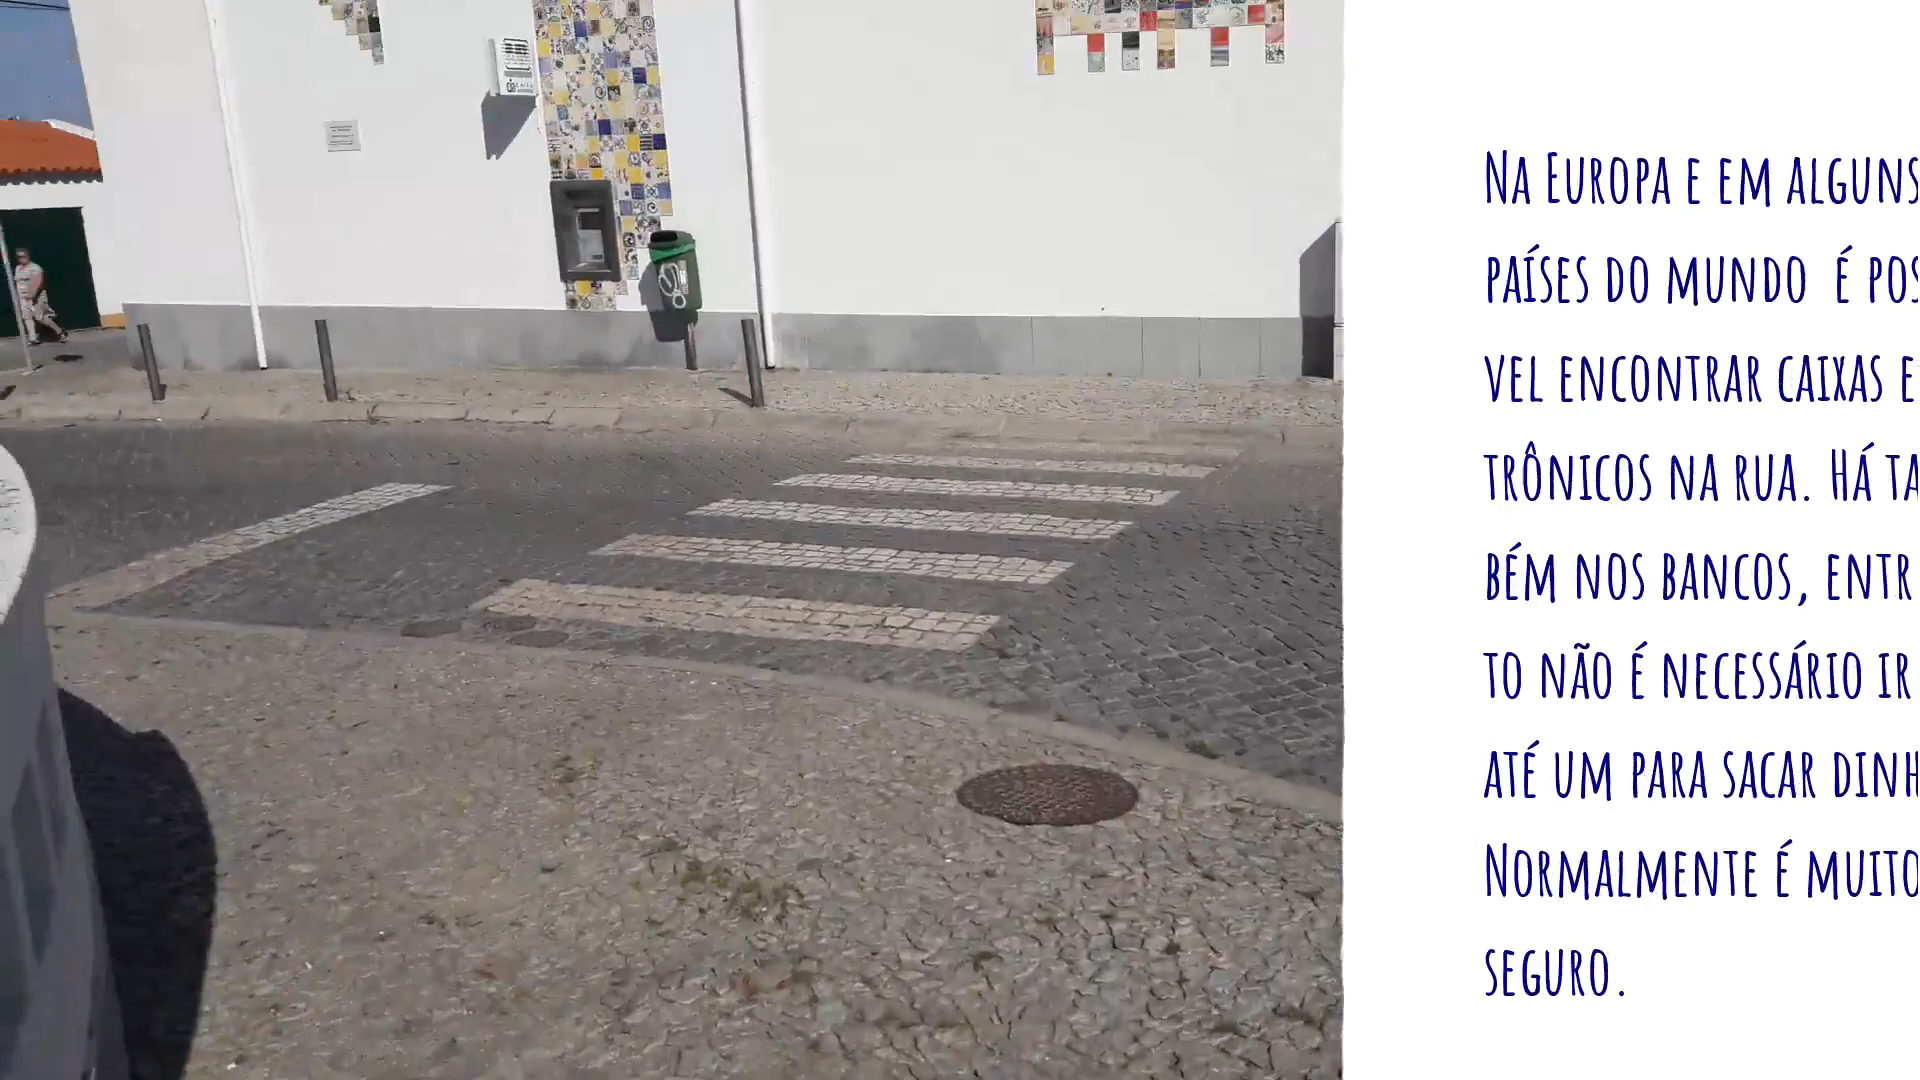 Na Europa e em alguns
países do mundo é pos
vel encontrar caixas e
trônicos na rua. Há ta
bém nos bancos, entr
to não é necessário ir
até um para sacar dinh
Normalmente é muito
seguro.